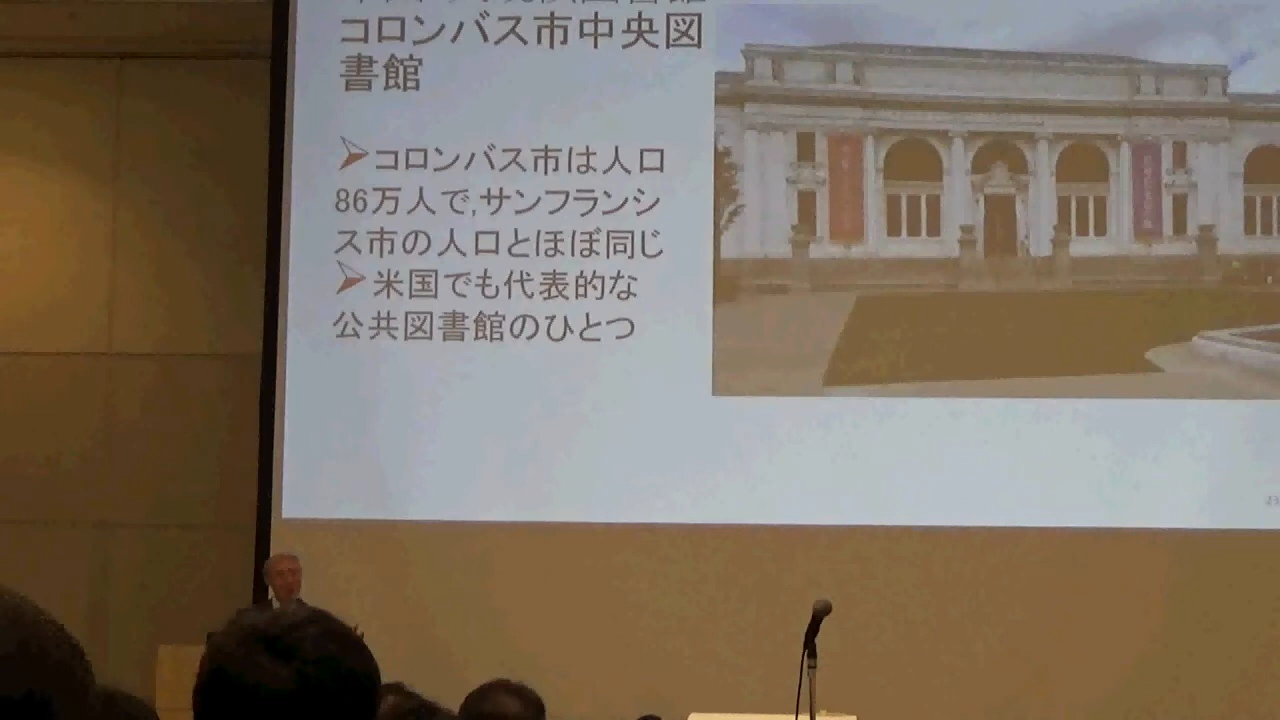 コロンバス市中央図
書館
➢コロンバス市は人口
86万人で,サンフランシ
ス市の人口とほぼ同じ
➢米国でも代表的な
公共図書館のひとつ